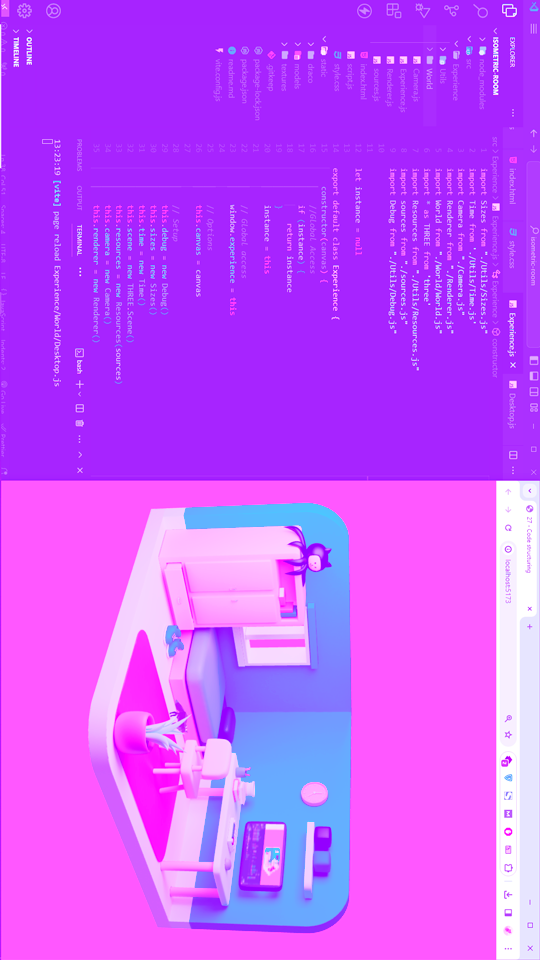 isometric-room
EXPLORER
ISOMETRIC-ROOM
node_modules
src
Experience
Utils
World
Camera.js
Experience.js
Renderer.js
sources.js
index.html
script.js
style.css
static
draco
models
textures
.gitkeep
package-lock.json
package.json
readme.md
vite.config.js
OUTLINE
TIMELINE
index.html
style.css
Experience.js
Desktop.js
src > Experience > Experience.js > Experience > constructor
1 import Sizes from "./Utils/Sizes.js"
2 import Time from './Utils/Time.js'
3 import Camera from "./Camera.js"
4 import Renderer from "./Renderer.js"
5 import World from "./World/World.js"
6 import * as THREE from 'three'
7 import Resources from "./Utils/Resources.js"
8 import sources from "./sources.js"
9 import Debug from "./Utils/Debug.js"
10
11
12 let instance = null
13
14 export default class Experience {
15 constructor(canvas) {
16 //Global Access
17 if (instance) {
18 return instance
19 }
20 instance = this
21
22 // Global access
23 window.experience = this
24
25 // Options
26 this.canvas = canvas
27
28 // Setup
29 this.debug = new Debug()
30 this.sizes = new Sizes()
31 this.time = new Time()
32 this.scene = new THREE.Scene()
33 this.resources = new Resources(sources)
34 this.camera = new Camera()
35 this.renderer = new Renderer()
PROBLEMS OUTPUT TERMINAL
bash
13:23:19 [vite] page reload Experience/World/Desktop.js
Go Live
Prettier
27 - Code structuring
localhost:5173